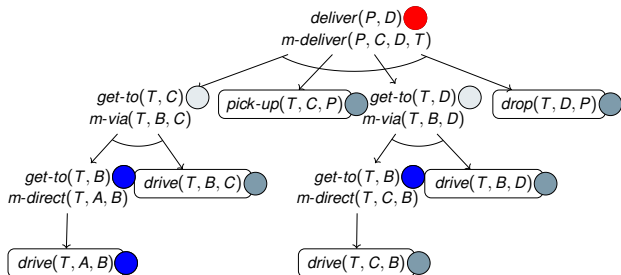 deliver(P, D)
m-deliver(P, C, D, T)
get-to(T, C)
m-via(T, B, C)
pick-up(T, C, P)
get-to(T, D)
m-via(T, B, D)
drop(T, D, P)
get-to(T, B)
m-direct(T, A, B)
drive(T, B, C)
get-to(T, B)
m-direct(T, C, B)
drive(T, B, D)
drive(T, A, B)
drive(T, C, B)